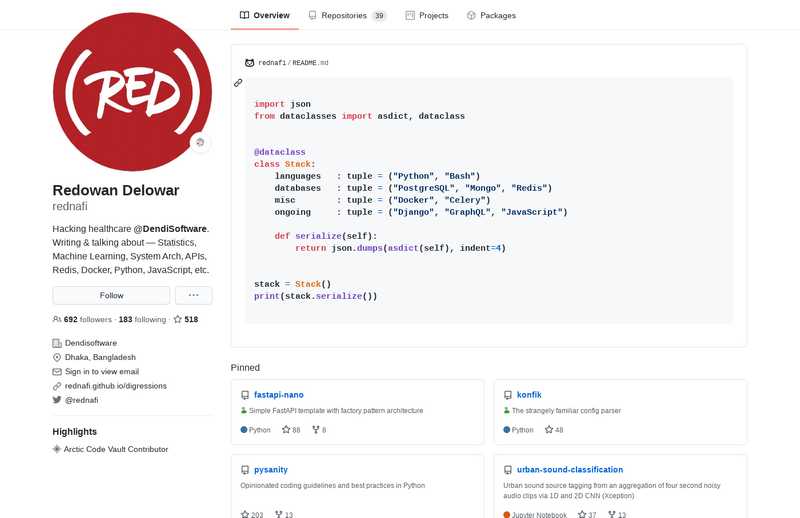 Overview
Repositories 39
Projects
Packages
RED
Redowan Delowar
rednafi
Hacking healthcare @DendiSoftware.
Writing & talking about — Statistics,
Machine Learning, System Arch, APIs,
Redis, Docker, Python, JavaScript, etc.
Follow
...
692 followers · 183 following · 518
Dendisoftware
Dhaka, Bangladesh
Sign in to view email
rednafi.github.io/digressions
@rednafi
Highlights
Arctic Code Vault Contributor
rednafi / README.md
import json
from dataclasses import asdict, dataclass
@dataclass
class Stack:
    languages   : tuple = ("Python", "Bash")
    databases   : tuple = ("PostgreSQL", "Mongo", "Redis")
    misc        : tuple = ("Docker", "Celery")
    ongoing     : tuple = ("Django", "GraphQL", "JavaScript")
    def serialize(self):
        return json.dumps(asdict(self), indent=4)
stack = Stack()
print(stack.serialize())
Pinned
fastapi-nano
Simple FastAPI template with factory pattern architecture
Python 88 8
konfik
The strangely familiar config parser
Python 48
pysanity
Opinionated coding guidelines and best practices in Python
203 13
urban-sound-classification
Urban sound source tagging from an aggregation of four second noisy
audio clips via 1D and 2D CNN (Xception)
Jupyter Notebook 37 13